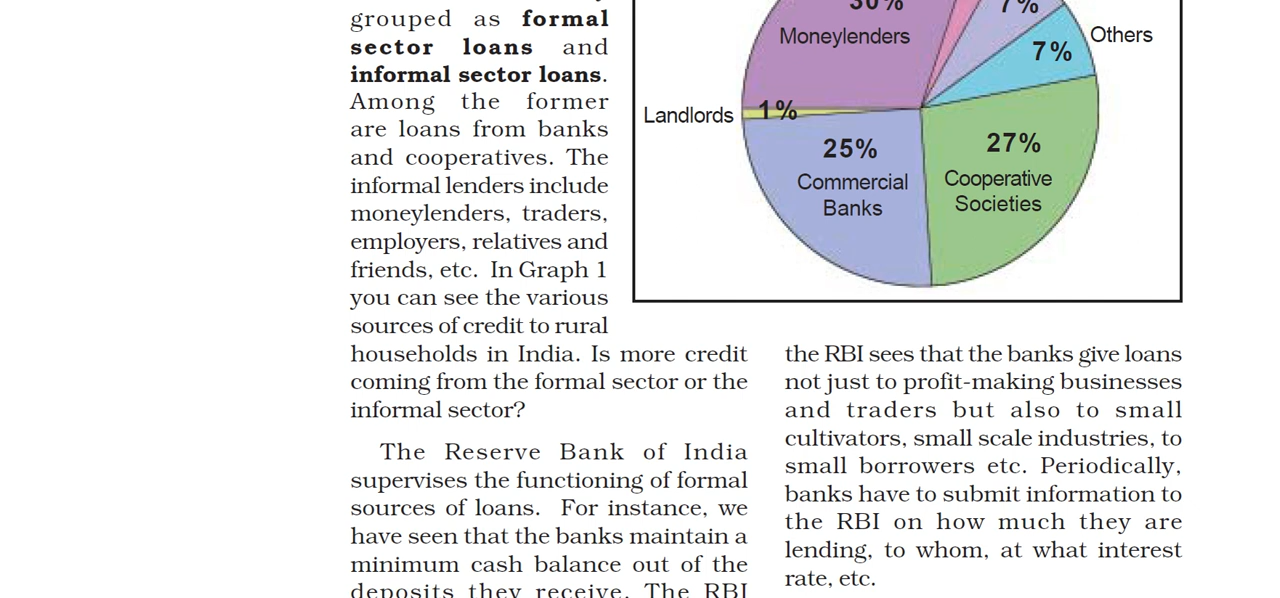 grouped as formal
sector loans and
informal sector loans.
Among the former
are loans from banks
and cooperatives. The
informal lenders include
moneylenders, traders,
employers, relatives and
friends, etc. In Graph 1
you can see the various
sources of credit to rural
households in India. Is more credit
coming from the formal sector or the
informal sector?
The Reserve Bank of India
supervises the functioning of formal
sources of loans. For instance, we
have seen that the banks maintain a
minimum cash balance out of the
deposits they receive. The RBI
30%
Moneylenders
7%
Others
7%
Landlords
1%
25%
Commercial
Banks
27%
Cooperative
Societies
the RBI sees that the banks give loans
not just to profit-making businesses
and traders but also to small
cultivators, small scale industries, to
small borrowers etc. Periodically,
banks have to submit information to
the RBI on how much they are
lending, to whom, at what interest
rate, etc.